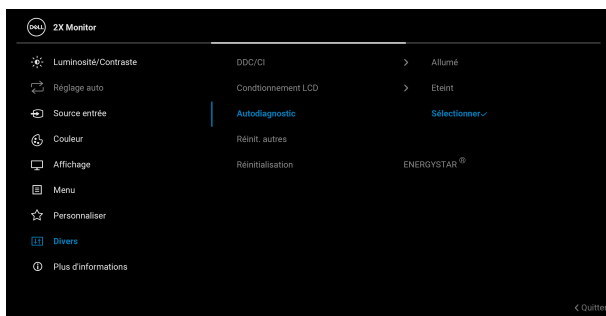 DELL 2X Monitor
Luminosité/Contraste DDC/CI > Allumé
Réglage auto Condtionnement LCD > Eteint
Source entrée Autodiagnostic Sélectionner✓
Couleur Réinit. autres
Affichage Réinitialisation ENERGYSTAR ®
Menu
Personnaliser
Divers
Plus d'informations
< Quitter